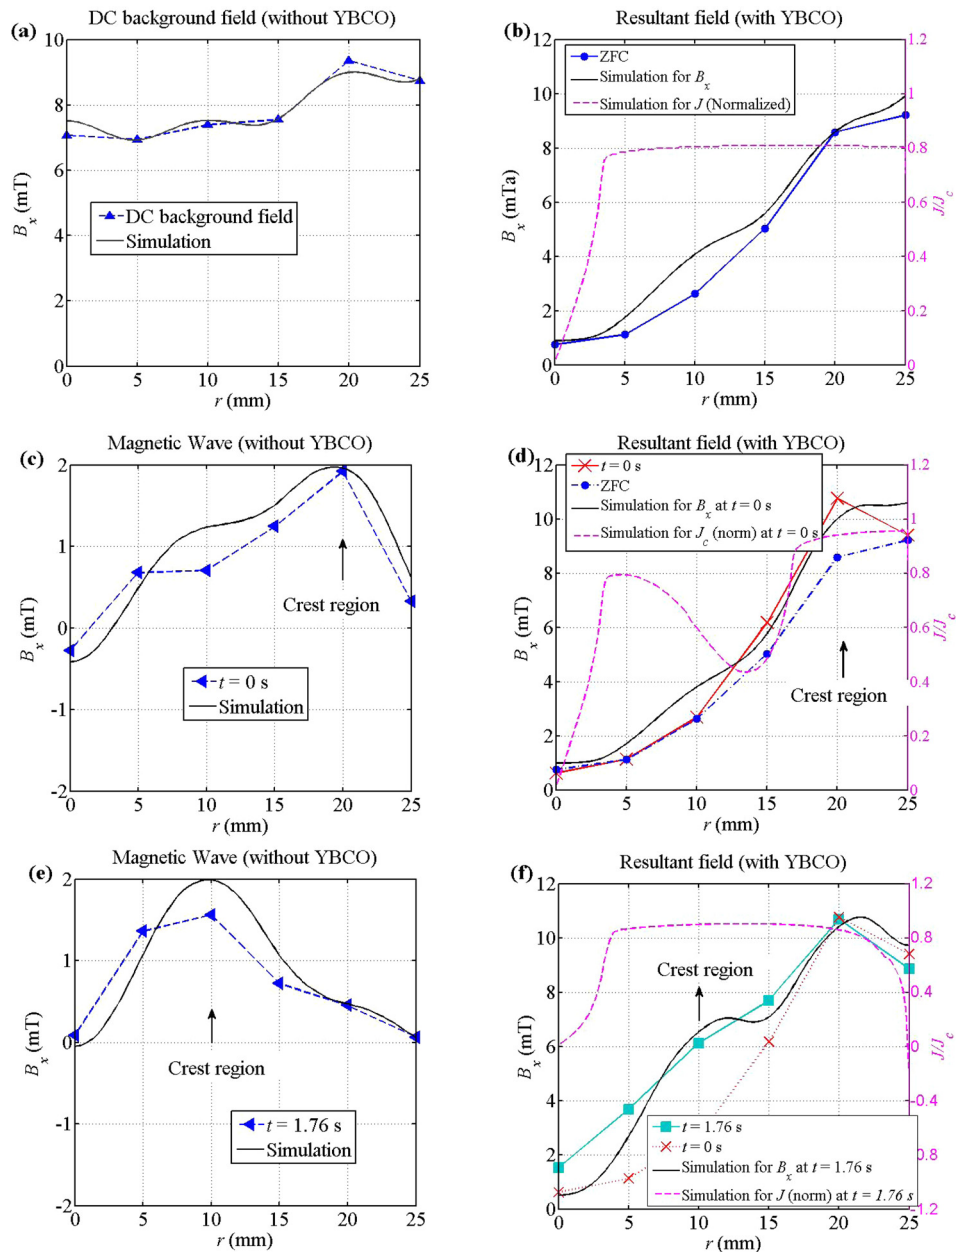 (a)
DC background field (without YBCO)
10
8
6
4
2
0
B_x (mT)
DC background field
Simulation
0 5 10 15 20 25
r (mm)
(b)
Resultant field (with YBCO)
12
10
8
6
4
2
0
B_x (mTa)
ZFC
Simulation for B_x
Simulation for J (Normalized)
1.2
1
0.8
0.6
0.4
0.2
0
J/J_c
0 5 10 15 20 25
r (mm)
(c)
Magnetic Wave (without YBCO)
2
1
0
-1
-2
B_x (mT)
Crest region
t = 0 s
Simulation
0 5 10 15 20 25
r (mm)
(d)
Resultant field (with YBCO)
12
10
8
6
4
2
0
B_x (mT)
t = 0 s
ZFC
Simulation for B_x at t = 0s
Simulation for J_C (norm) at t = 0 s
Crest region
1.2
1
0.8
0.6
0.4
0.2
0
J/J_c
0 5 10 15 20 25
r (mm)
(e)
Magnetic Wave (without YBCO)
2
1
0
-1
-2
B_x (mT)
Crest region
t = 1.76 s
Simulation
0 5 10 15 20 25
r (mm)
(f)
Resultant field (with YBCO)
12
10
8
6
4
2
0
B_x (mT)
Crest region
t = 1.76 s
t = 0 s
Simulation for B_x at t = 1.76 s
Simulation for J (norm) at t = 1.76 s
1.2
0.8
0.4
0
-0.4
-1.2
J/J_c
0 5 10 15 20 25
r (mm)